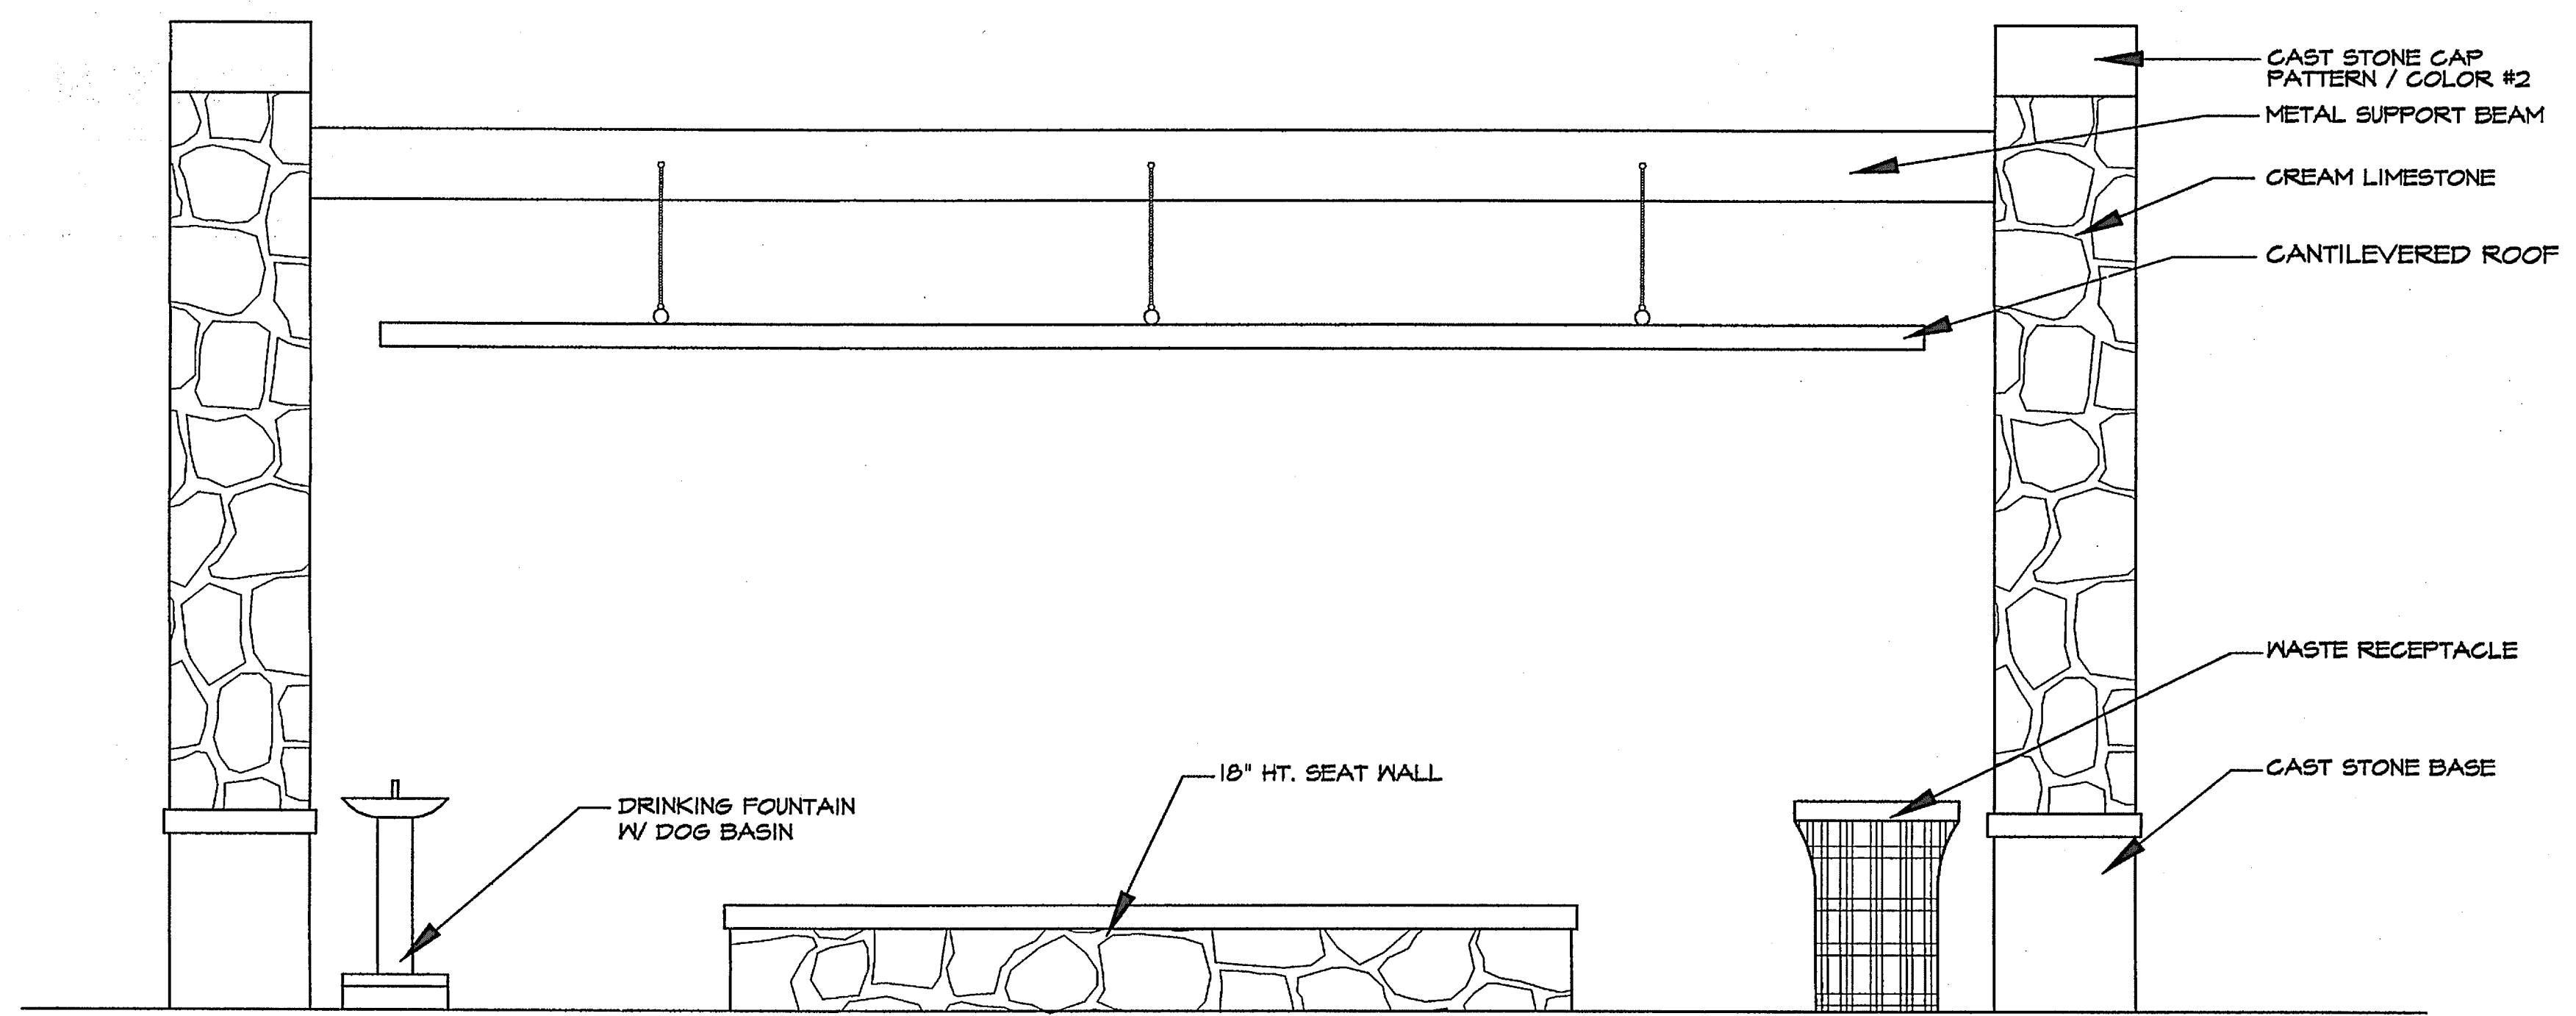 CAST STONE CAP
PATTERN / COLOR #2
METAL SUPPORT BEAM
CREAM LIMESTONE
CANTILEVERED ROOF
WASTE RECEPTACLE
CAST STONE BASE
18" HT. SEAT WALL
DRINKING FOUNTAIN
W/ DOG BASIN